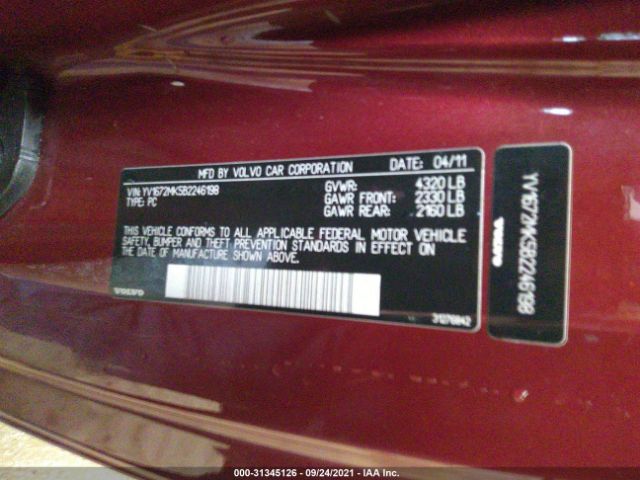 MFD BY VOLVO CAR CORPORATION DATE: 04/11
VIN: YV1672MK5B2246198
TYPE: PC
GVWR: 4320 LB
GAWR FRONT: 2330 LB
GAWR REAR: 2160 LB
THIS VEHICLE CONFORMS TO ALL APPLICABLE FEDERAL MOTOR VEHICLE
SAFETY, BUMPER AND THEFT PREVENTION STANDARDS IN EFFECT ON
THE DATE OF MANUFACTURE SHOWN ABOVE.
VOLVO
31276842
YV1672MK5B2246198
VOLVO
000-31345126 - 09/24/2021 - IAA Inc.